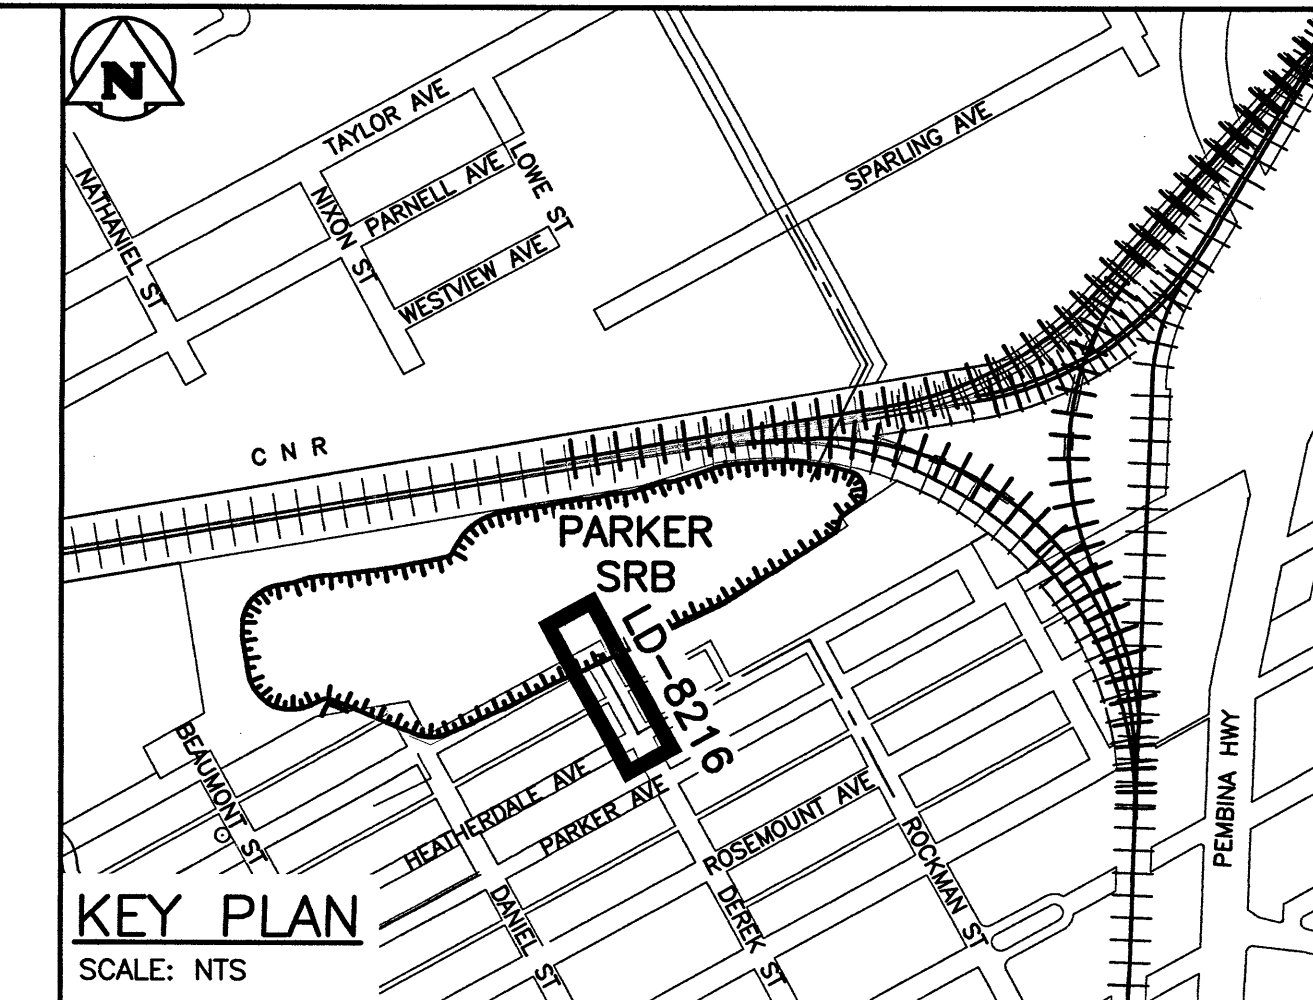 N
TAYLOR AVE
NATHANIEL ST
NIXON ST
PARNELL AVE
LOWE ST
WESTVIEW AVE
SPARLING AVE
C N R
PARKER
SRB
LD-8216
BEAUMONT ST
HEATHERDALE AVE
PARKER AVE
ROSEMOUNT AVE
DANIEL ST
DEREK ST
ROCKMAN ST
PEMBINA HWY
KEY PLAN
SCALE: NTS